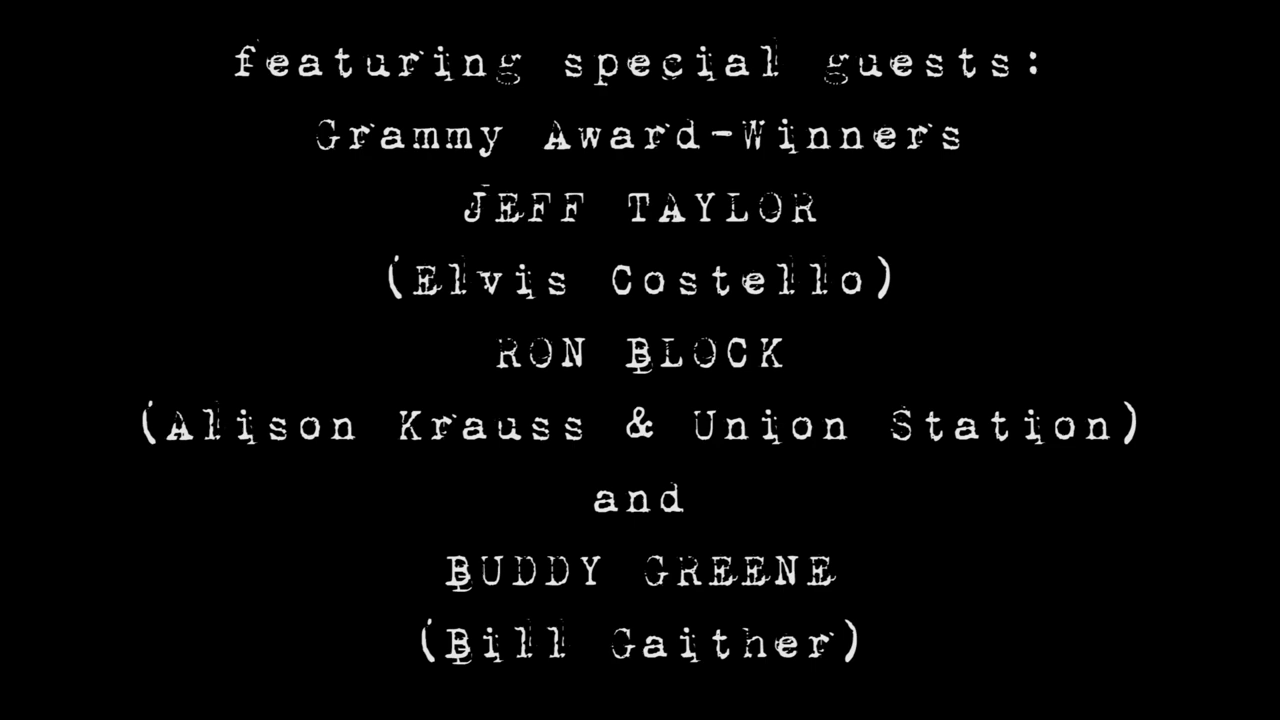 featuring special guests:
Grammy Award-Winners
JEFF TAYLOR
(Elvis Costello)
RON BLOCK
(Alison Krauss & Union Station)
and
BUDDY GREENE
(Bill Gaither)